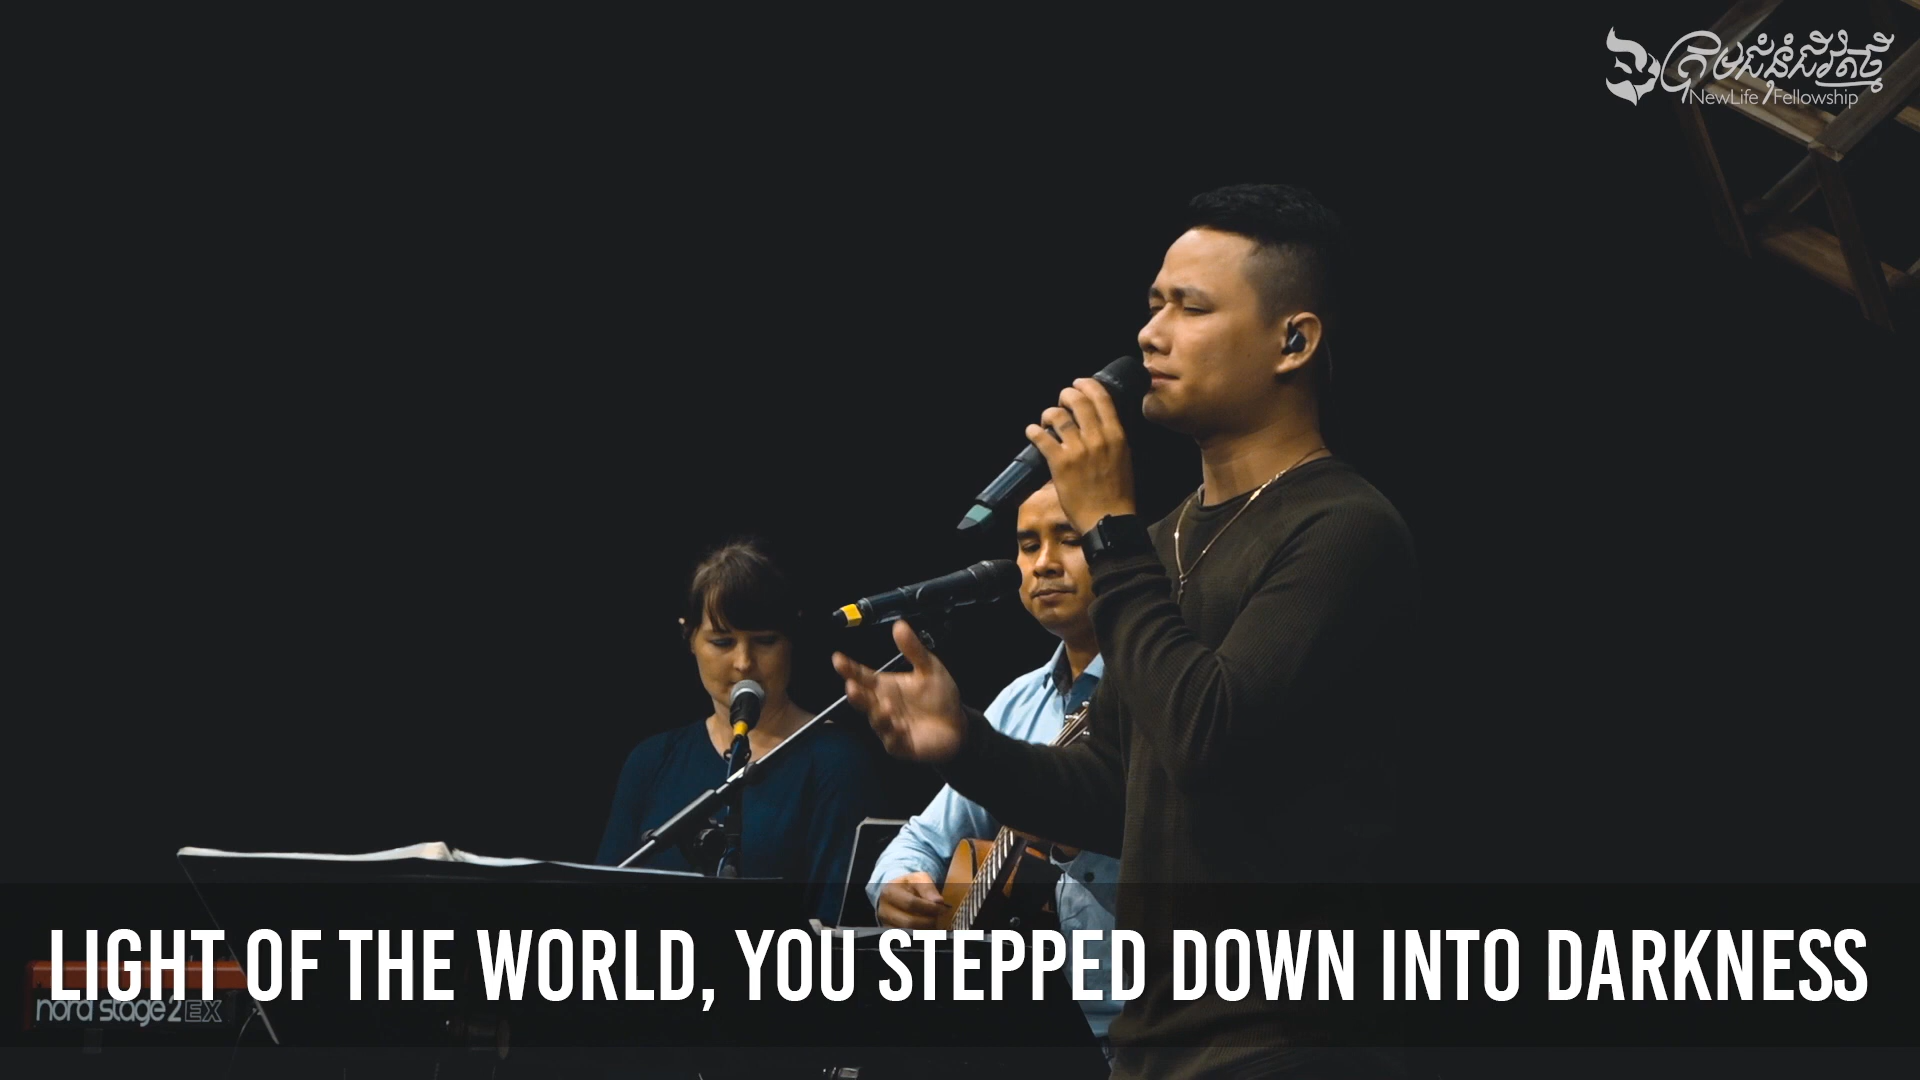 NewLife Fellowship
LIGHT OF THE WORLD, YOU STEPPED DOWN INTO DARKNESS
nord stage 2 EX